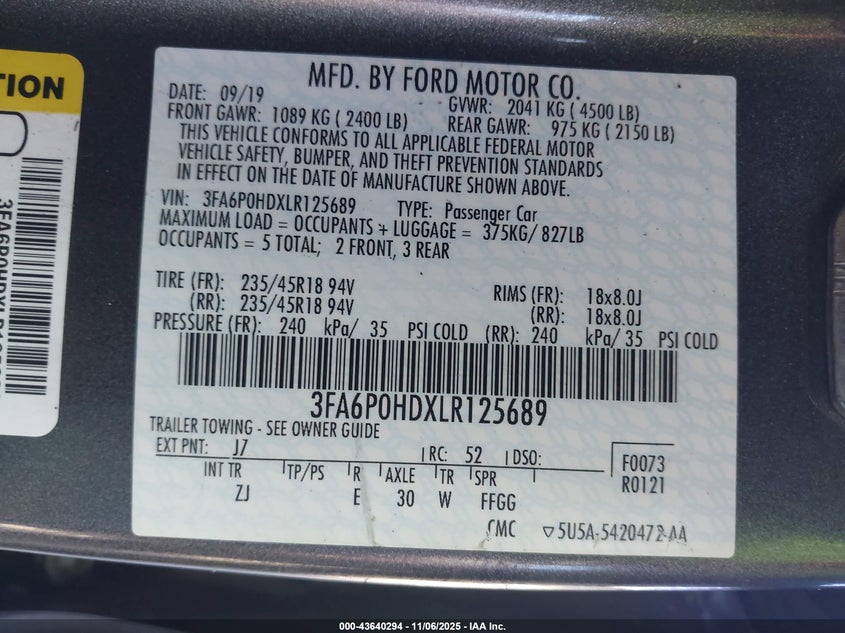 TION
MFD. BY FORD MOTOR CO.
DATE: 09/19 GVWR: 2041 KG ( 4500 LB)
FRONT GAWR: 1089 KG ( 2400 LB) REAR GAWR: 975 KG ( 2150 LB)
THIS VEHICLE CONFORMS TO ALL APPLICABLE FEDERAL MOTOR
VEHICLE SAFETY, BUMPER, AND THEFT PREVENTION STANDARDS
IN EFFECT ON THE DATE OF MANUFACTURE SHOWN ABOVE.
VIN: 3FA6P0HDXLR125689 TYPE: Passenger Car
MAXIMUM LOAD = OCCUPANTS + LUGGAGE = 375KG/ 827LB
OCCUPANTS = 5 TOTAL; 2 FRONT, 3 REAR
TIRE (FR): 235/45R18 94V RIMS (FR): 18x8.0J
(RR): 235/45R18 94V (RR): 18x8.0J
PRESSURE (FR): 240 kPa/ 35 PSI COLD (RR): 240 kPa/ 35 PSI COLD
3FA6P0HDXLR125689
TRAILER TOWING - SEE OWNER GUIDE
EXT PNT: J7 RC: 52 DSO: F0073
INT TR TP/PS R AXLE TR SPR R0121
ZJ E 30 W FFGG
CMC ▽5U5A-5420472-AA
000-43640294 - 11/06/2025 - IAA Inc.